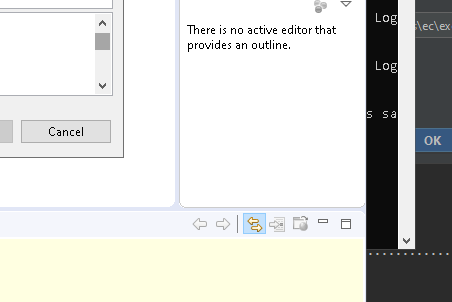 There is no active editor that
provides an outline.
Cancel
Log
Log
s sa
s\ec\ex
OK